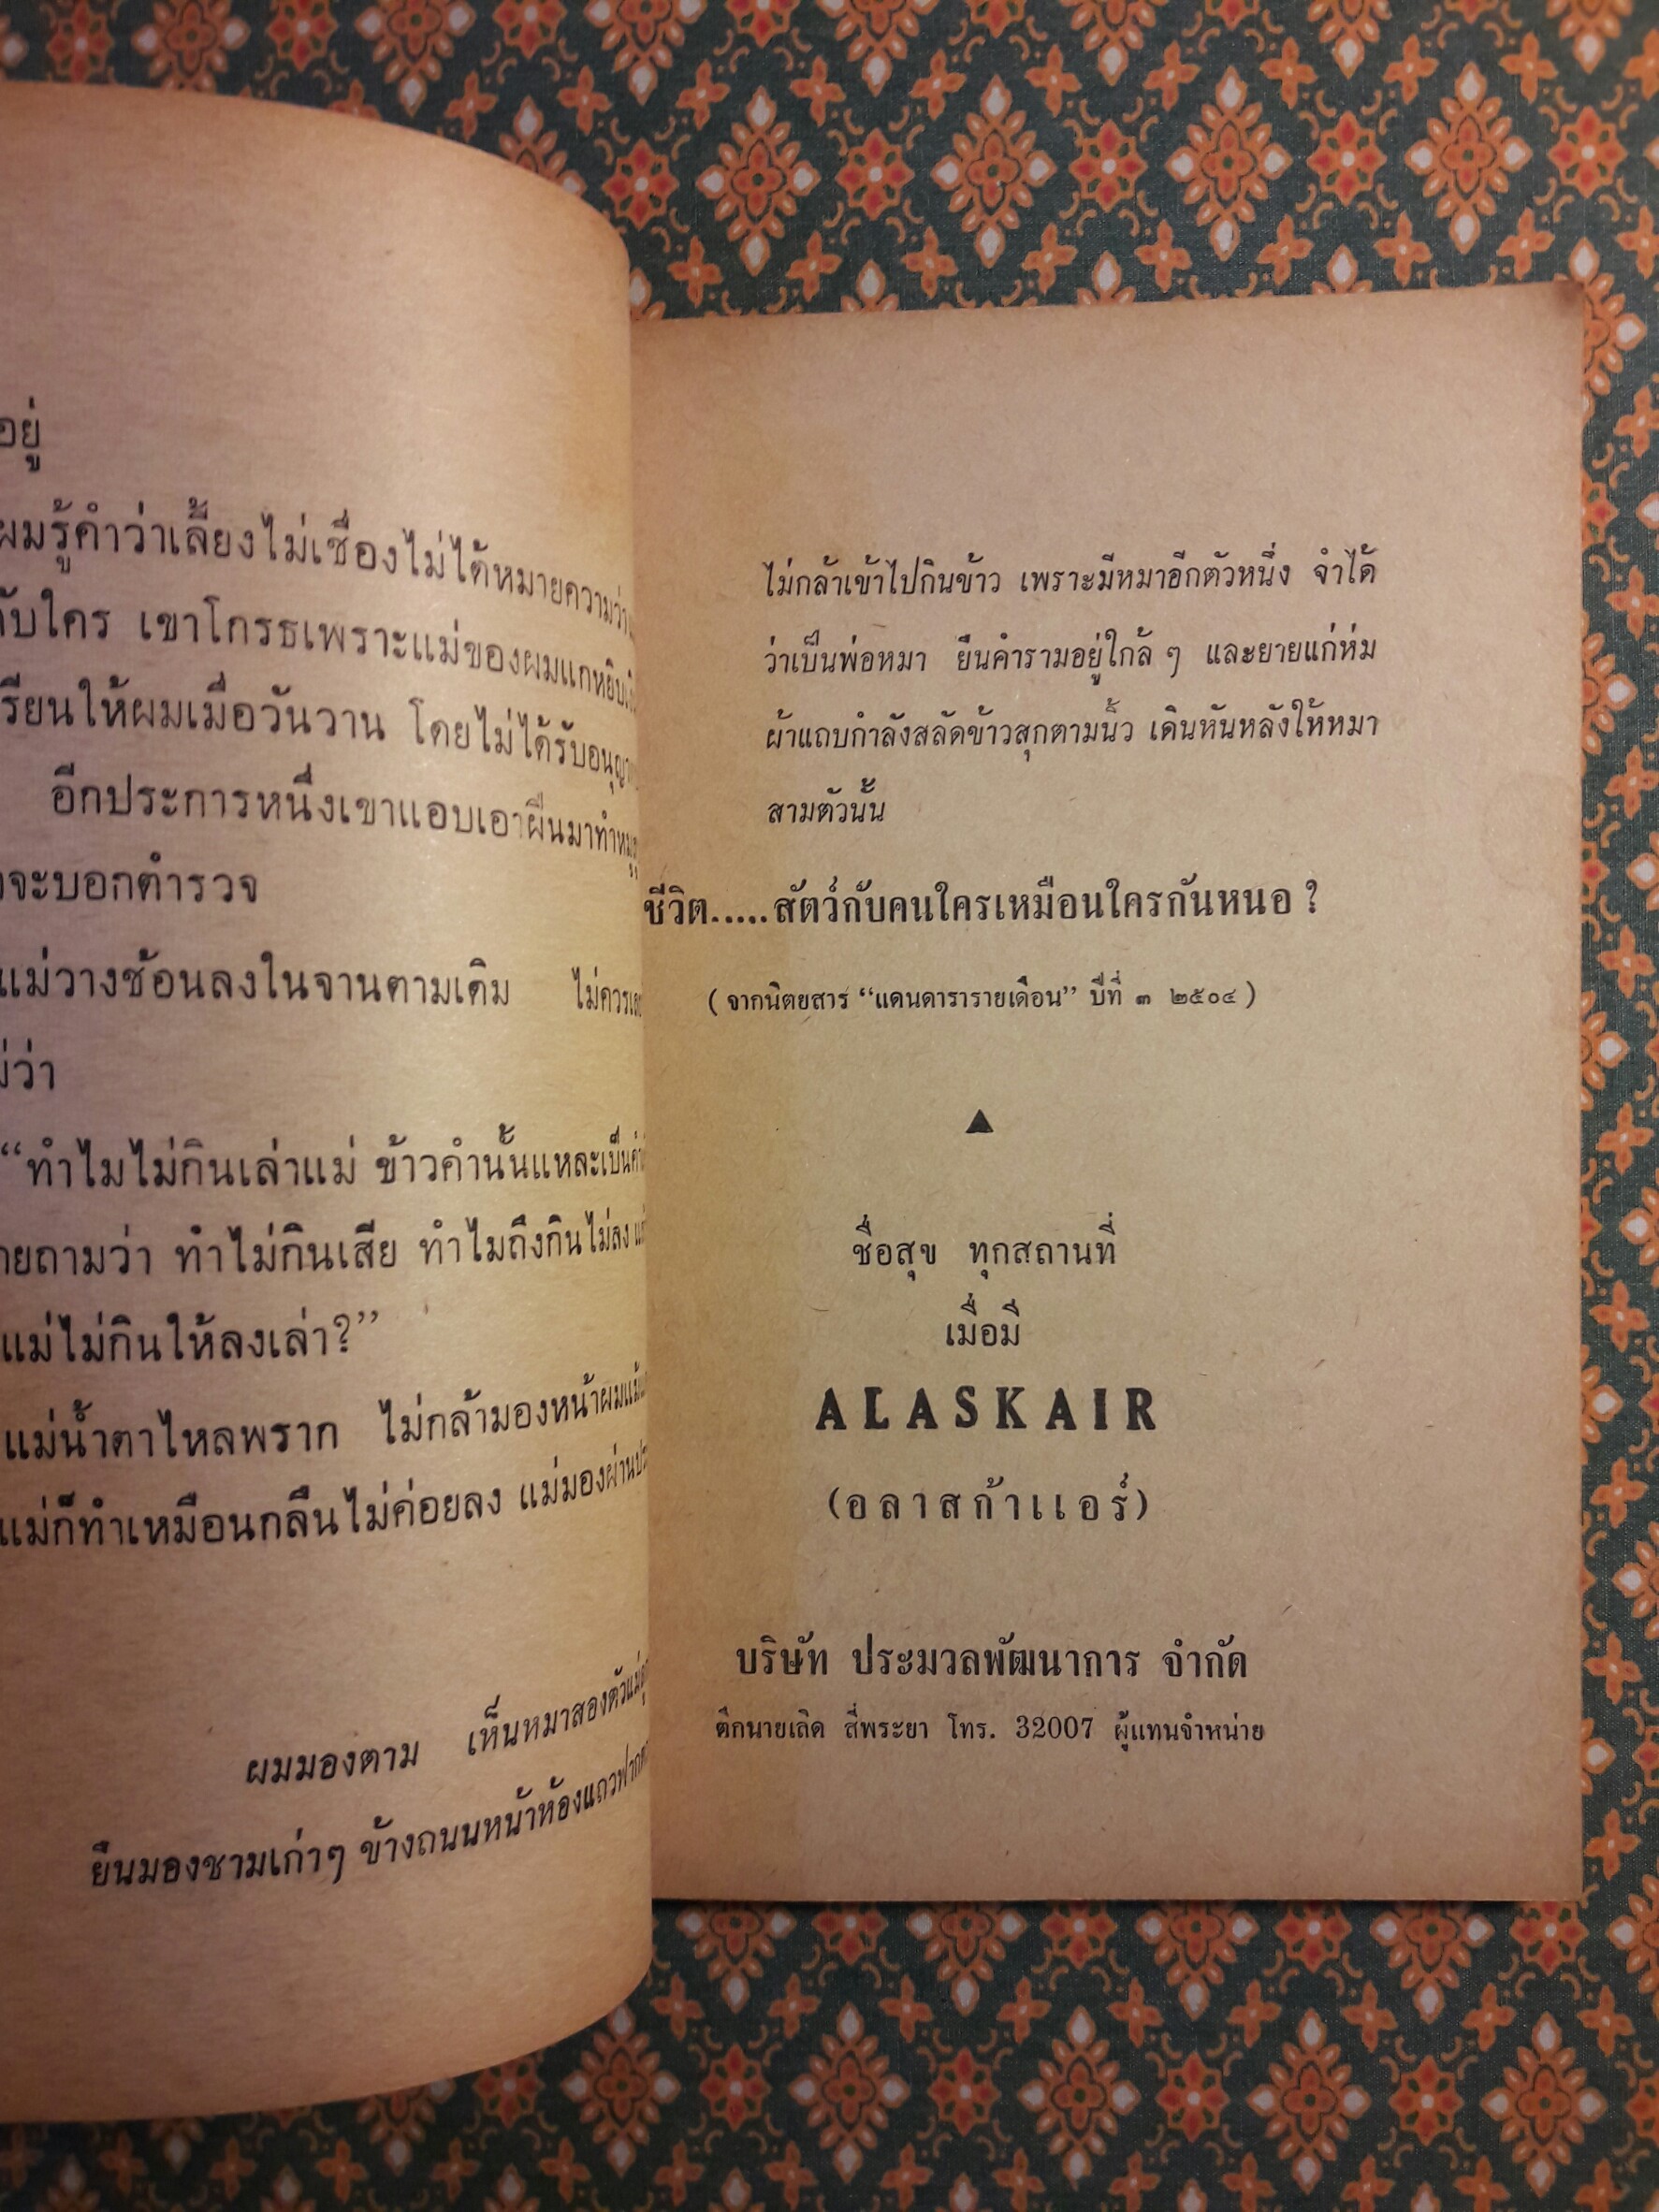 อยู่
ผมรู้คำว่าเลี้ยงไม่เชื่องไม่ได้หมายความว่า
กับใคร เขาโกรธเพราะแม่ของผมแกหยิบ
เรียนให้ผมเมื่อวันวาน โดยไม่ได้รับ
อีกประการหนึ่งเขาแอบเอาฝิ่นมาทำ
จะบอกตำรวจ
แม่วางช้อนลงในจานตามเดิม ไม่ควร
ว่า
“ทำไมไม่กินเล่าแม่ ข้าวคำนั้นแหละเป็น
ถามว่า ทำไม่กินเสีย ทำไมถึงกินไม่ลง
แม่ไม่กินให้ลงเล่า?”
แม่น้ำตาไหลพราก ไม่กล้ามองหน้าผม
แม่ก็ทำเหมือนกลืนไม่ค่อยลง แม่มองผ่าน
ผมมองตาม เห็นหมาสองตัวแม่
ยืนมองชามเก่าๆ ข้างถนนหน้าห้องแถวฟาก
ไม่กล้าเข้าไปกินข้าว เพราะมีหมาอีกตัวหนึ่ง จำได้
ว่าเป็นพ่อหมา ยืนคำรามอยู่ใกล้ ๆ และยายแก่ห่ม
ผ้าแถบกำลังสลัดข้าวสุกตามนิ้ว เดินหันหลังให้หมา
สามตัวนั้น
ชีวิต.....สัตว์กับคนใครเหมือนใครกันหนอ ?
( จากนิตยสาร “แดนดารารายเดือน” ปีที่ ๓ ๒๕๐๔ )
▲
ชื่อสุข ทุกสถานที่
เมื่อมี
ALASKAIR
(อลาสก้าแอร์)
บริษัท ประมวลพัฒนาการ จำกัด
ตึกนายเลิด สี่พระยา โทร. 32007 ผู้แทนจำหน่าย